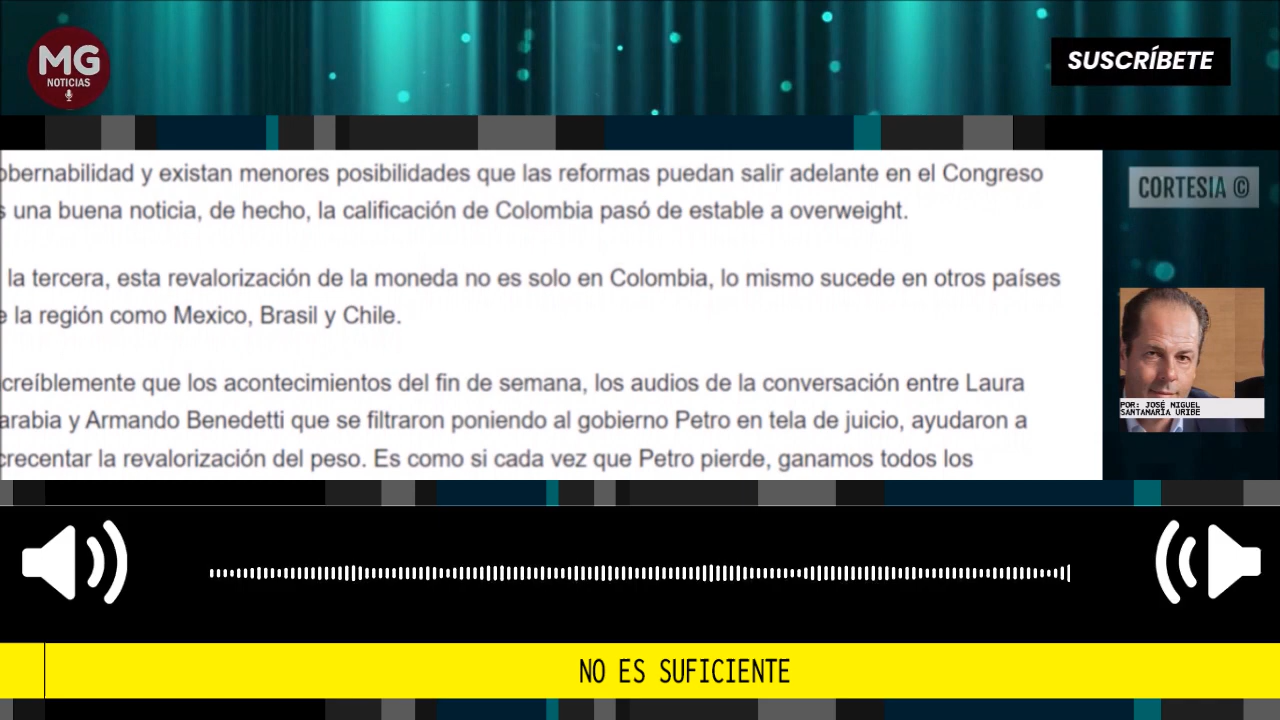 MG
NOTICIAS
SUSCRÍBETE
CORTESIA ©
obernabilidad y existan menores posibilidades que las reformas puedan salir adelante en el Congreso
s una buena noticia, de hecho, la calificación de Colombia pasó de estable a overweight.
la tercera, esta revalorización de la moneda no es solo en Colombia, lo mismo sucede en otros países
e la región como Mexico, Brasil y Chile.
creíblemente que los acontecimientos del fin de semana, los audios de la conversación entre Laura
arabia y Armando Benedetti que se filtraron poniendo al gobierno Petro en tela de juicio, ayudaron a
crecentar la revalorización del peso. Es como si cada vez que Petro pierde, ganamos todos los
POR: JOSÉ MIGUEL
SANTAMARÍA URIBE
NO ES SUFICIENTE